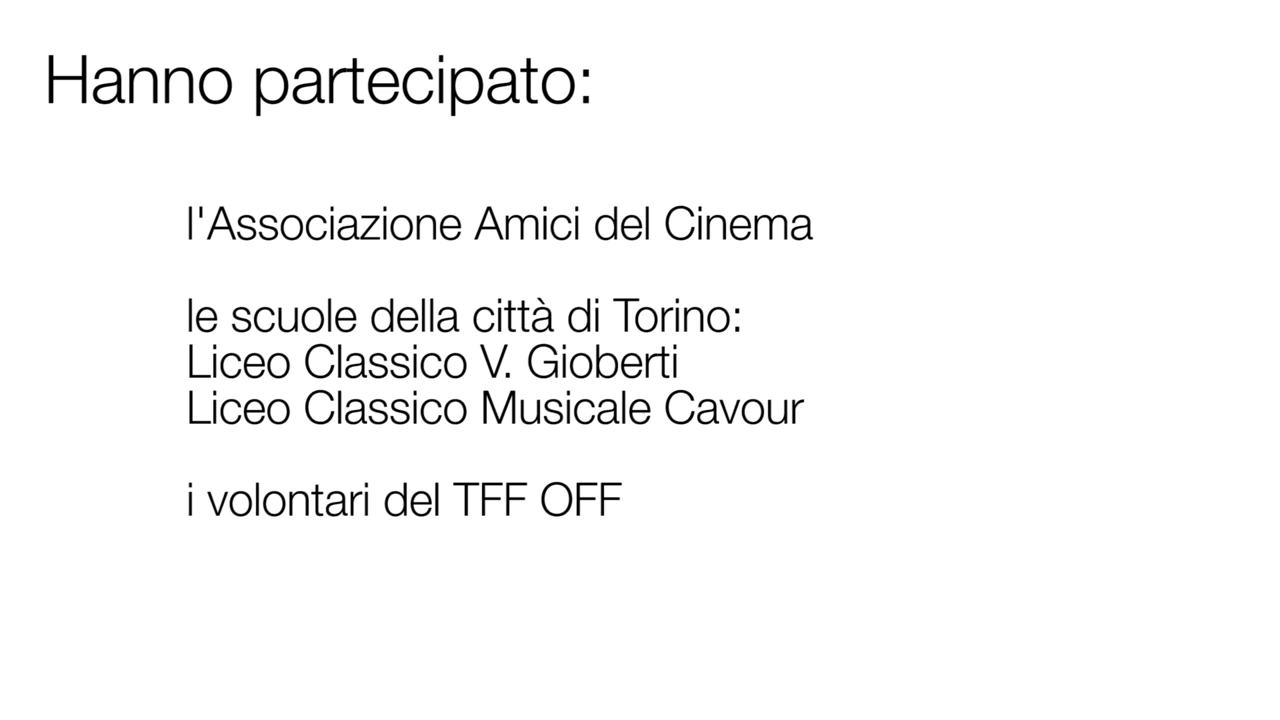 Hanno partecipato:
l'Associazione Amici del Cinema
le scuole della città di Torino:
Liceo Classico V. Gioberti
Liceo Classico Musicale Cavour
i volontari del TFF OFF